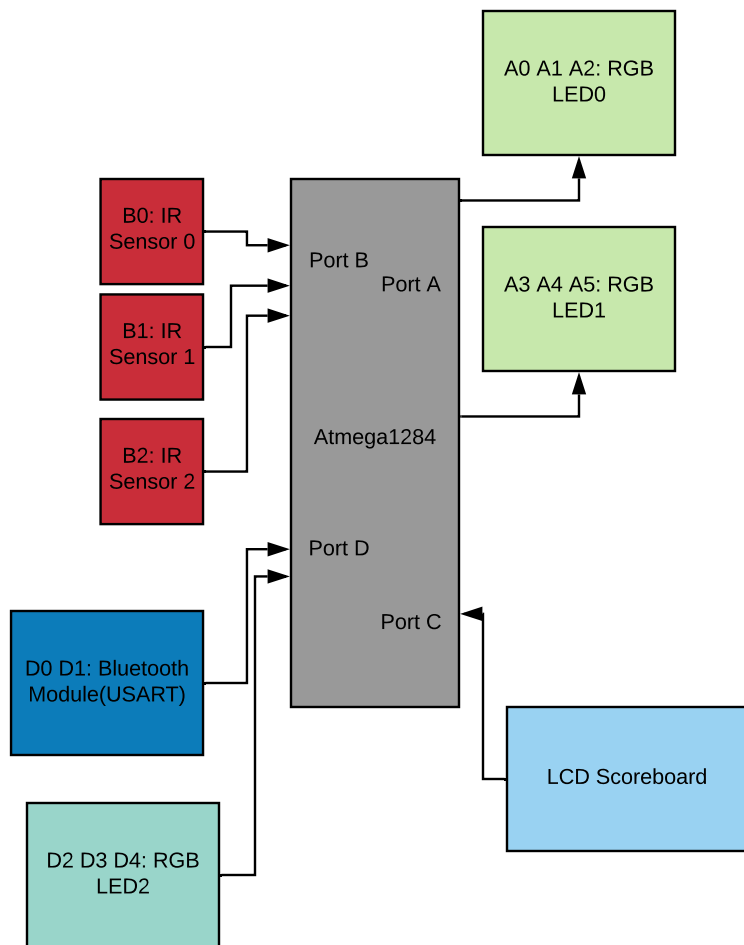 A0 A1 A2: RGB
LED0
B0: IR
Sensor 0
Port B
Port A
A3 A4 A5: RGB
LED1
B1: IR
Sensor 1
Atmega1284
B2: IR
Sensor 2
Port D
Port C
D0 D1: Bluetooth
Module(USART)
LCD Scoreboard
D2 D3 D4: RGB
LED2